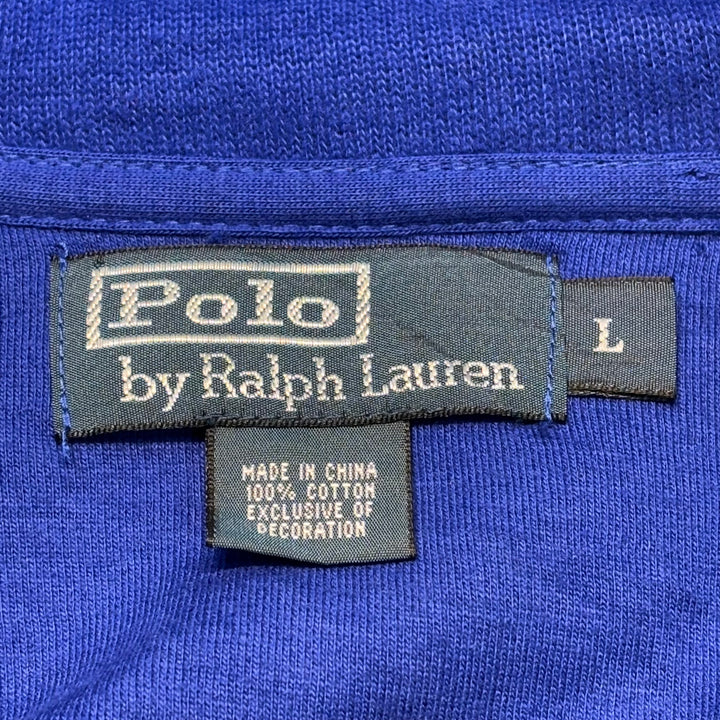 Polo
by Ralph Lauren
L
MADE IN CHINA
100% COTTON
EXCLUSIVE OF
DECORATION